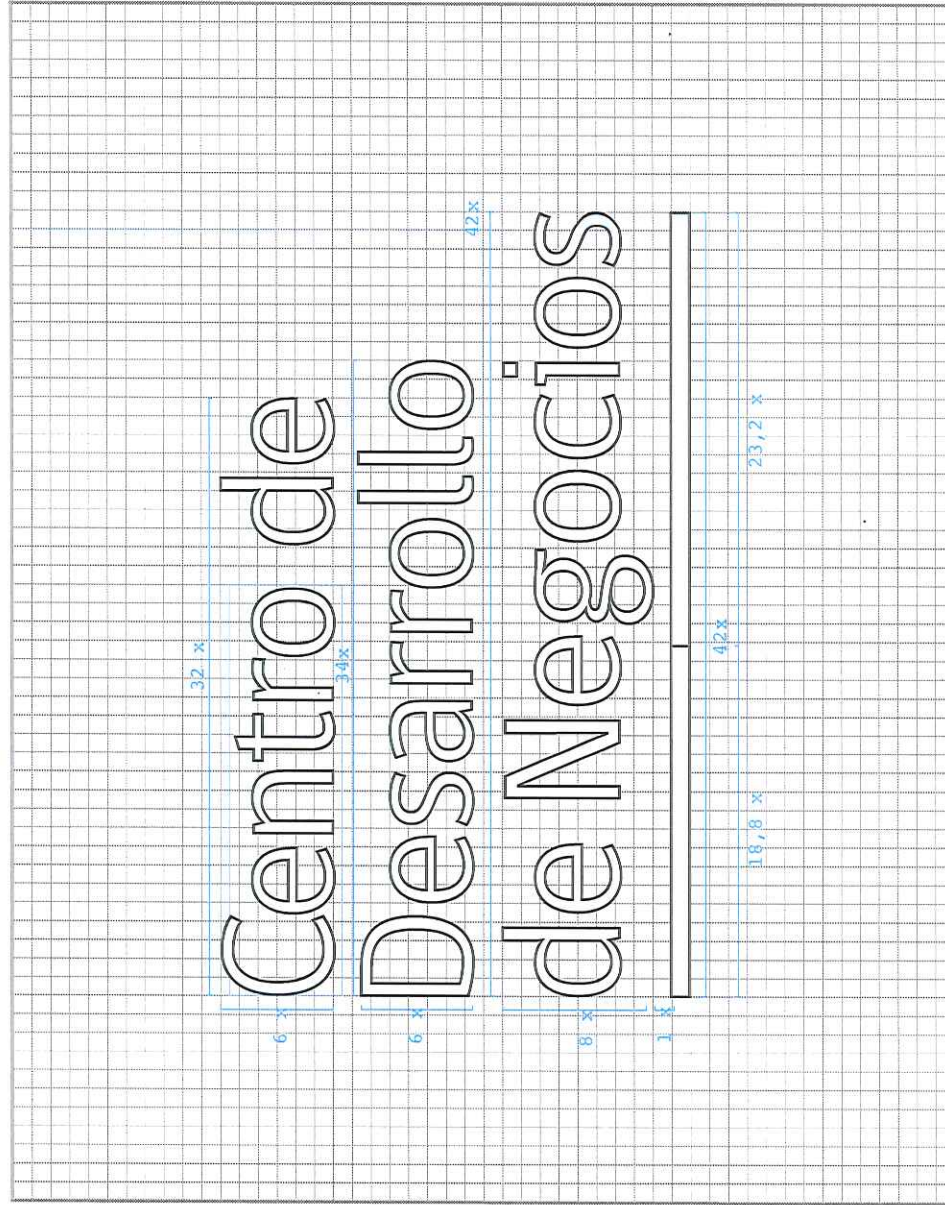 32 x
6 x
Centro de
34x
6 x
Desarrollo
42x
8 x
de Negocios
1 x
42x
18,8 x
23,2 x